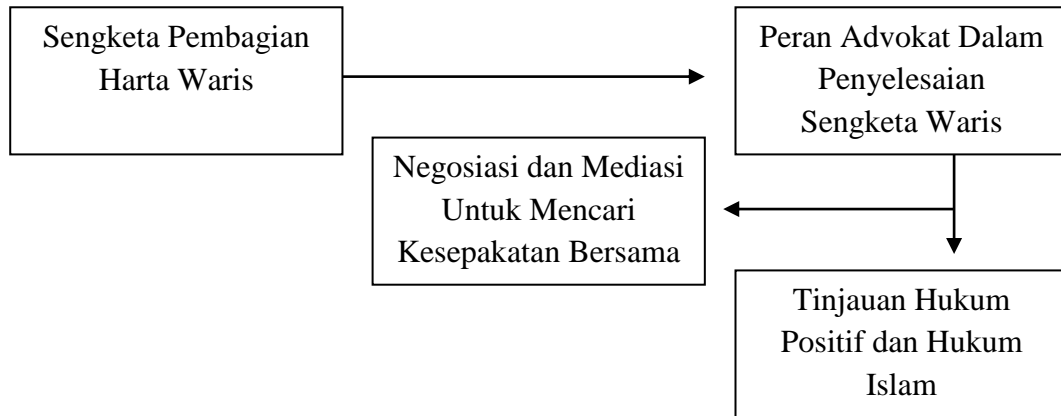 Sengketa Pembagian
Harta Waris
Peran Advokat Dalam
Penyelesaian
Sengketa Waris
Negosiasi dan Mediasi
Untuk Mencari
Kesepakatan Bersama
Tinjauan Hukum
Positif dan Hukum
Islam